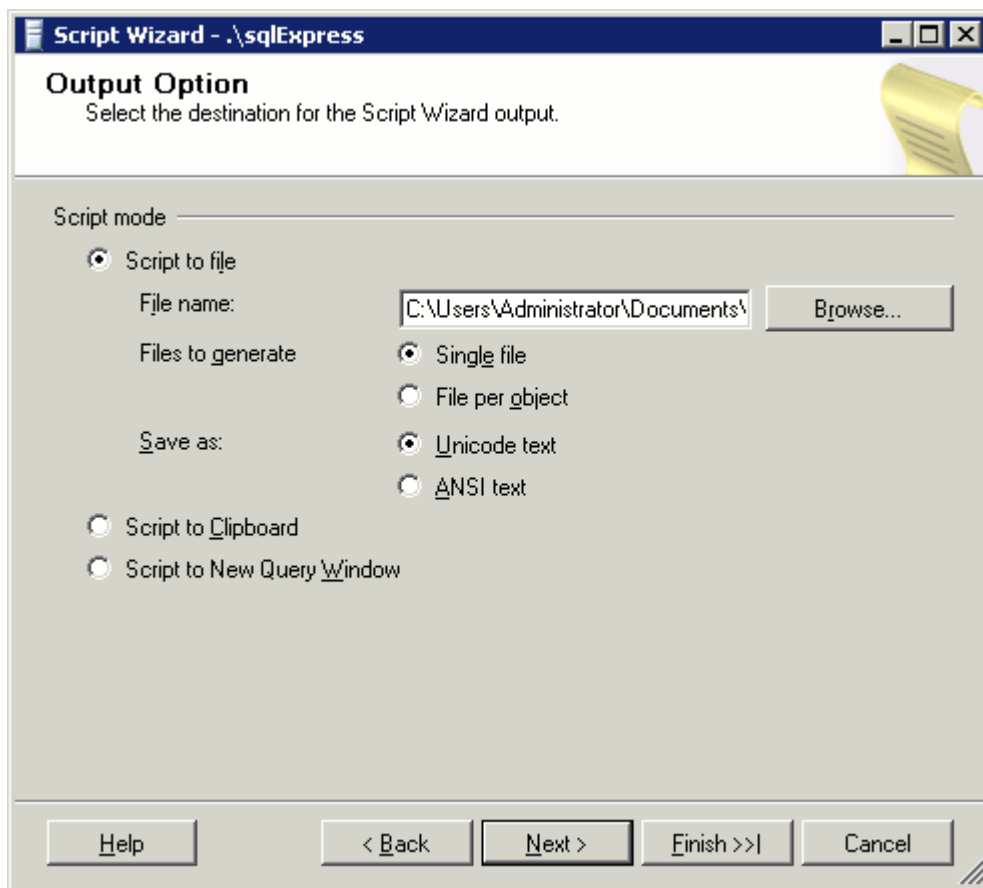 Script Wizard - .\sqlExpress
Output Option
Select the destination for the Script Wizard output.
Script mode
Script to file
File name: C:\Users\Administrator\Documents\ Browse...
Files to generate Single file
File per object
Save as: Unicode text
ANSI text
Script to Clipboard
Script to New Query Window
Help < Back Next > Finish >>| Cancel